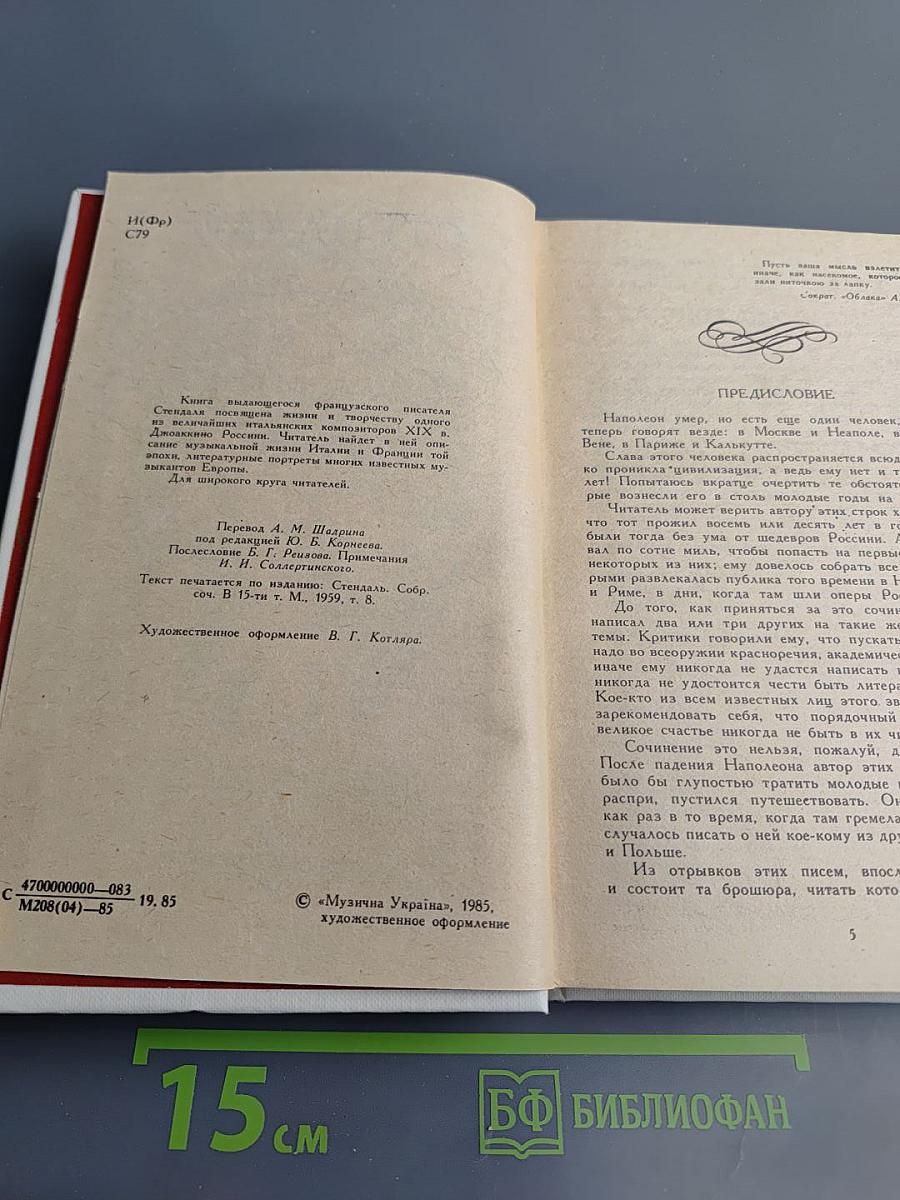 И(Фр)
С79
Книга выдающегося французского писателя
Стендаля посвящена жизни и творчеству одного
из величайших итальянских композиторов XIX в.
Джоаккино Россини. Читатель найдет в ней опи-
сание музыкальной жизни Италии и Франции той
эпохи, литературные портреты многих известных му-
зыкантов Европы.
Для широкого круга читателей.
Перевод А. М. Шадрина
под редакцией Ю. Б. Корнеева.
Послесловие Б. Г. Реизова. Примечания
И. И. Соллертинского.
Текст печатается по изданию: Стендаль. Собр.
соч. В 15-ти т. М., 1959, т. 8.
Художественное оформление В. Г. Котляра.
С 4700000000—083
М208(04)—85 19. 85
© «Музична Україна», 1985,
художественное оформление
Пусть ваша мысль взлетит
иначе, как насекомое, которо
зали ниточкою за лапку.
Сократ. «Облака» А
ПРЕДИСЛОВИЕ
Наполеон умер, но есть еще один человек,
теперь говорят везде: в Москве и Неаполе, в
Вене, в Париже и Калькутте.
Слава этого человека распространяется всюд
ко проникла цивилизация, а ведь ему нет и т
лет! Попытаюсь вкратце очертить те обстоят
рые вознесли его в столь молодые годы на
Читатель может верить автору этих строк х
что тот прожил восемь или десять лет в го
были тогда без ума от шедевров Россини. А
вал по сотне миль, чтобы попасть на первы
некоторых из них; ему довелось собрать все
рыми развлекалась публика того времени в Н
и Риме, в дни, когда там шли оперы Рос
До того, как приняться за это сочин
написал два или три других на такие же
темы. Критики говорили ему, что пускать
надо во всеоружии красноречия, академичес
иначе ему никогда не удастся написать
никогда не удостоится чести быть литера
Кое-кто из всем известных лиц этого зв
зарекомендовать себя, что порядочный
великое счастье никогда не быть в их чи
Сочинение это нельзя, пожалуй, д
После падения Наполеона автор этих
было бы глупостью тратить молодые
распри, пустился путешествовать. Он
как раз в то время, когда там гремела
случалось писать о ней кое-кому из дру
и Польше.
Из отрывков этих писем, впосл
и состоит та брошюра, читать кото
5
15 см
БФ БИБЛИОФАН